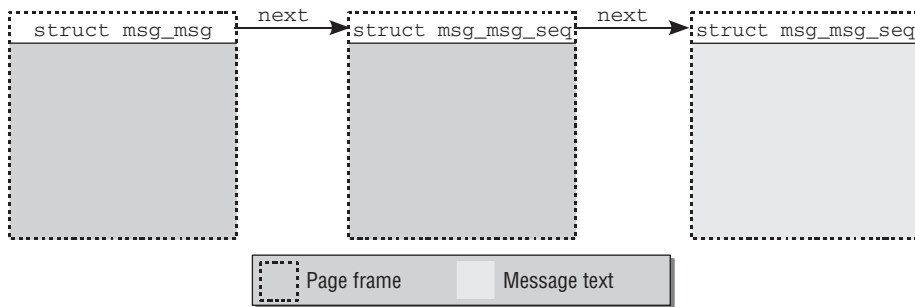 next next
struct msg_msg struct msg_msg_seq struct msg_msg_seq
Page frame Message text